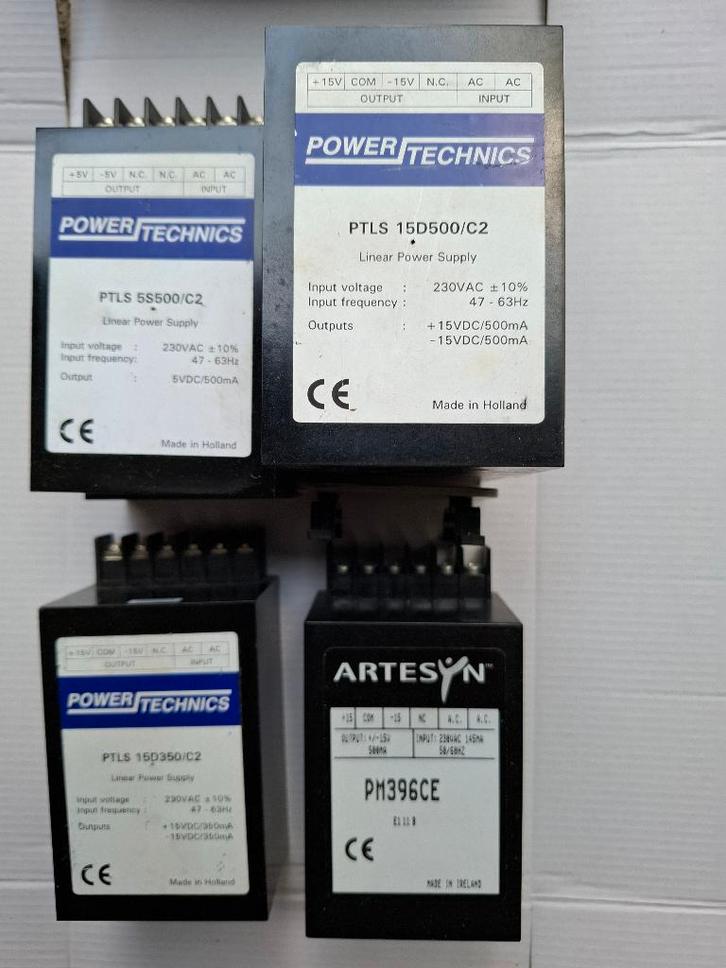 +5V -5V N.C. N.C. AC AC
OUTPUT INPUT
POWER TECHNICS
PTLS 5S500/C2
Linear Power Supply
Input voltage : 230VAC ±10%
Input frequency: 47 - 63Hz
Output : 5VDC/500mA
CE
Made in Holland
+15V COM -15V N.C. AC AC
OUTPUT INPUT
POWER TECHNICS
PTLS 15D500/C2
Linear Power Supply
Input voltage : 230VAC ±10%
Input frequency : 47 - 63Hz
Outputs : +15VDC/500mA
-15VDC/500mA
CE
Made in Holland
+15V COM -15V N.C. AC AC
OUTPUT INPUT
POWER TECHNICS
PTLS 15D350/C2
Linear Power Supply
Input voltage : 230VAC ±10%
Input frequency : 47 - 63Hz
Outputs : +15VDC/350mA
-15VDC/350mA
CE
Made in Holland
ARTESYN™
+15 COM -15 NC A.C. A.C.
OUTPUT: +/-15V INPUT: 230VAC 145MA
500MA 50/60HZ
PM396CE
E111 B
CE
MADE IN IRELAND